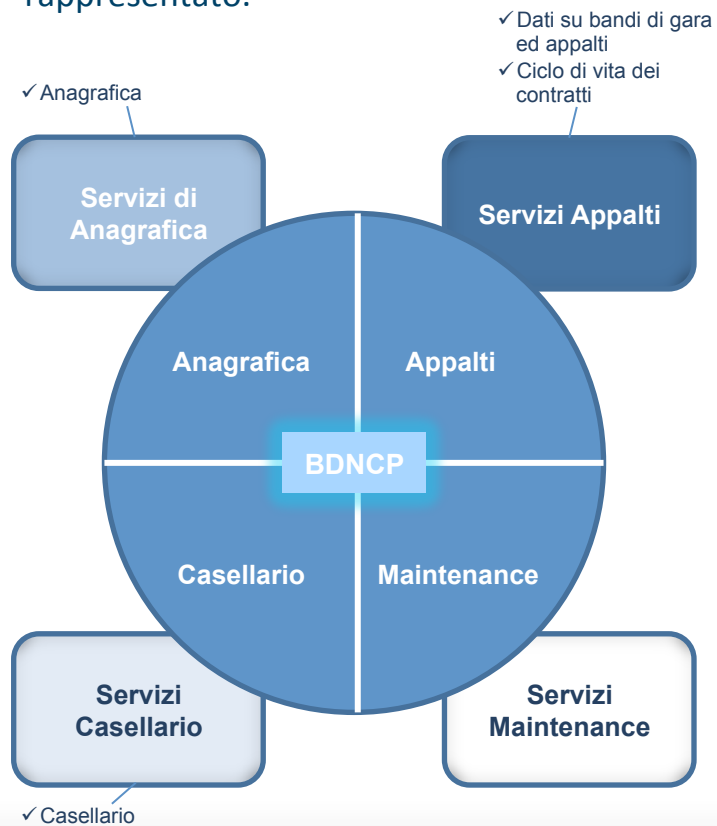 rappresentato.
✓ Dati su bandi di gara
ed appalti
✓ Ciclo di vita dei
contratti
✓ Anagrafica
Servizi di
Anagrafica
Servizi Appalti
Anagrafica
Appalti
BDNCP
Casellario
Maintenance
Servizi
Casellario
Servizi
Maintenance
✓ Casellario